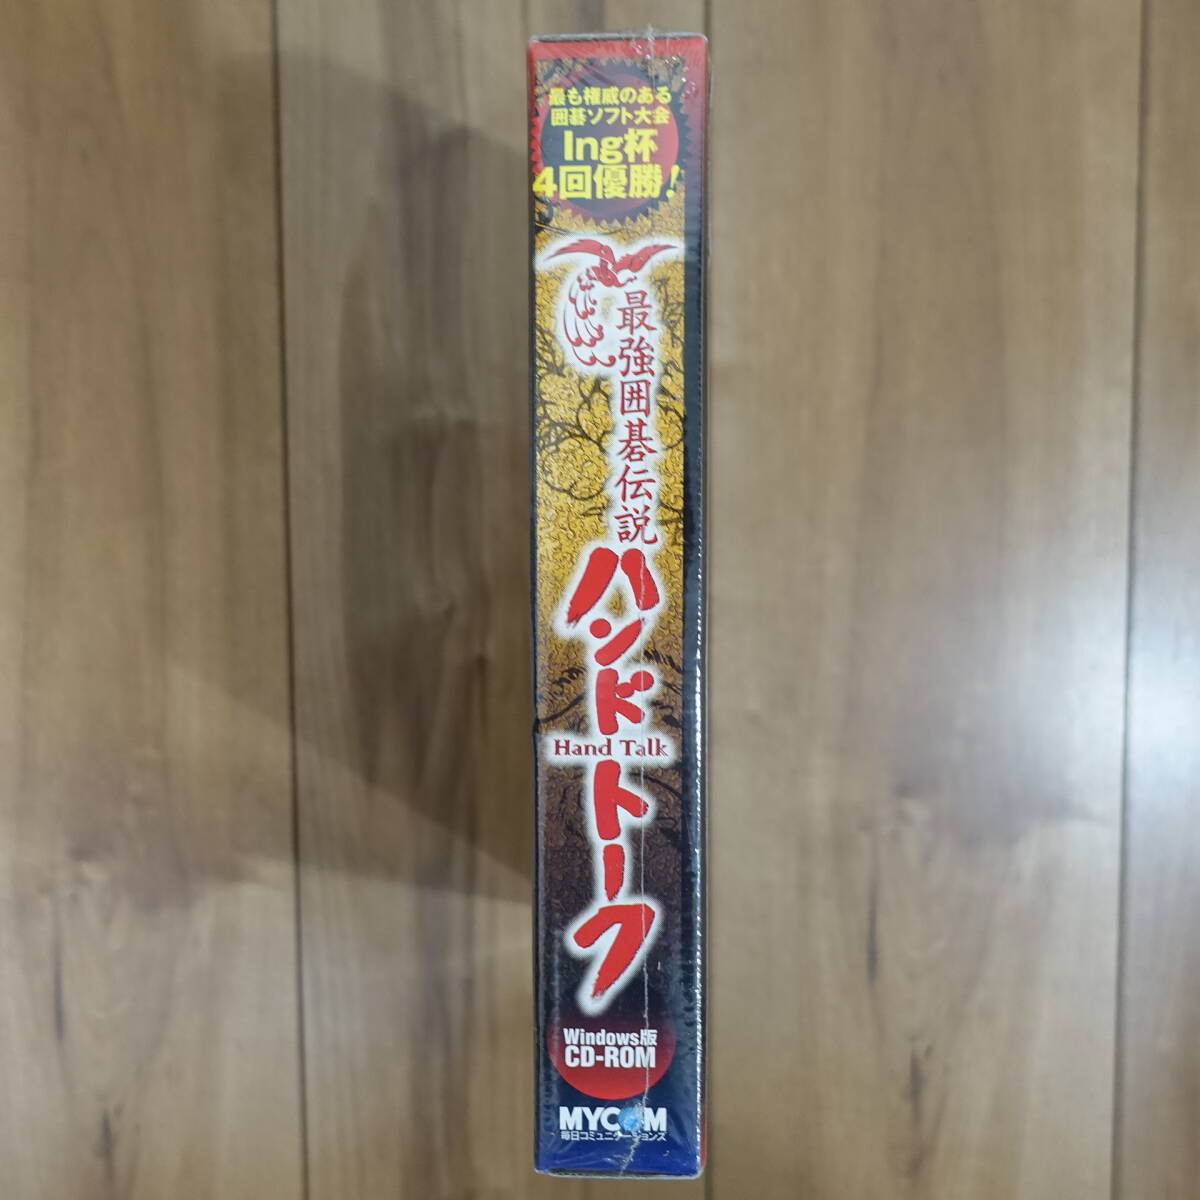 最も権威のある
囲碁ソフト大会
Ing杯
4回優勝!
最強囲碁伝説
ハンドトーク
Hand Talk
Windows版
CD-ROM
MYCOM
毎日コミュニケーションズ